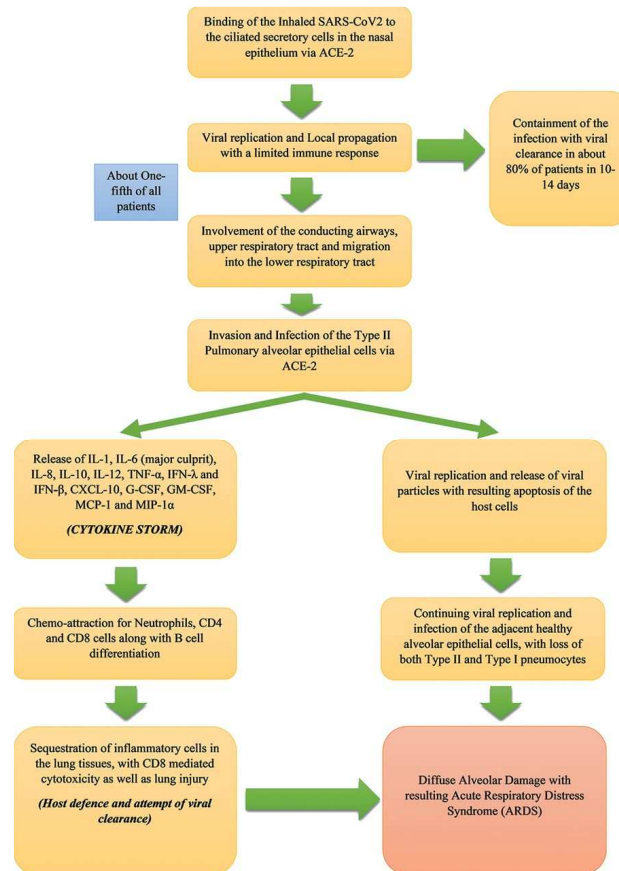 Binding of the Inhaled SARS-CoV2 to
the ciliated secretory cells in the nasal
epithelium via ACE-2
Viral replication and Local propagation
with a limited immune response
Containment of the
infection with viral
clearance in about
80% of patients in 10-
14 days
About One-
fifth of all
patients
Involvement of the conducting airways,
upper respiratory tract and migration
into the lower respiratory tract
Invasion and Infection of the Type II
Pulmonary alveolar epithelial cells via
ACE-2
Release of IL-1, IL-6 (major culprit),
IL-8, IL-10, IL-12, TNF-α, IFN-λ and
IFN-β, CXCL-10, G-CSF, GM-CSF,
MCP-1 and MIP-1α
(CYTOKINE STORM)
Viral replication and release of viral
particles with resulting apoptosis of the
host cells
Chemo-attraction for Neutrophils, CD4
and CD8 cells along with B cell
differentiation
Continuing viral replication and
infection of the adjacent healthy
alveolar epithelial cells, with loss of
both Type II and Type I pneumocytes
Sequestration of inflammatory cells in
the lung tissues, with CD8 mediated
cytotoxicity as well as lung injury
(Host defence and attempt of viral
clearance)
Diffuse Alveolar Damage with
resulting Acute Respiratory Distress
Syndrome (ARDS)